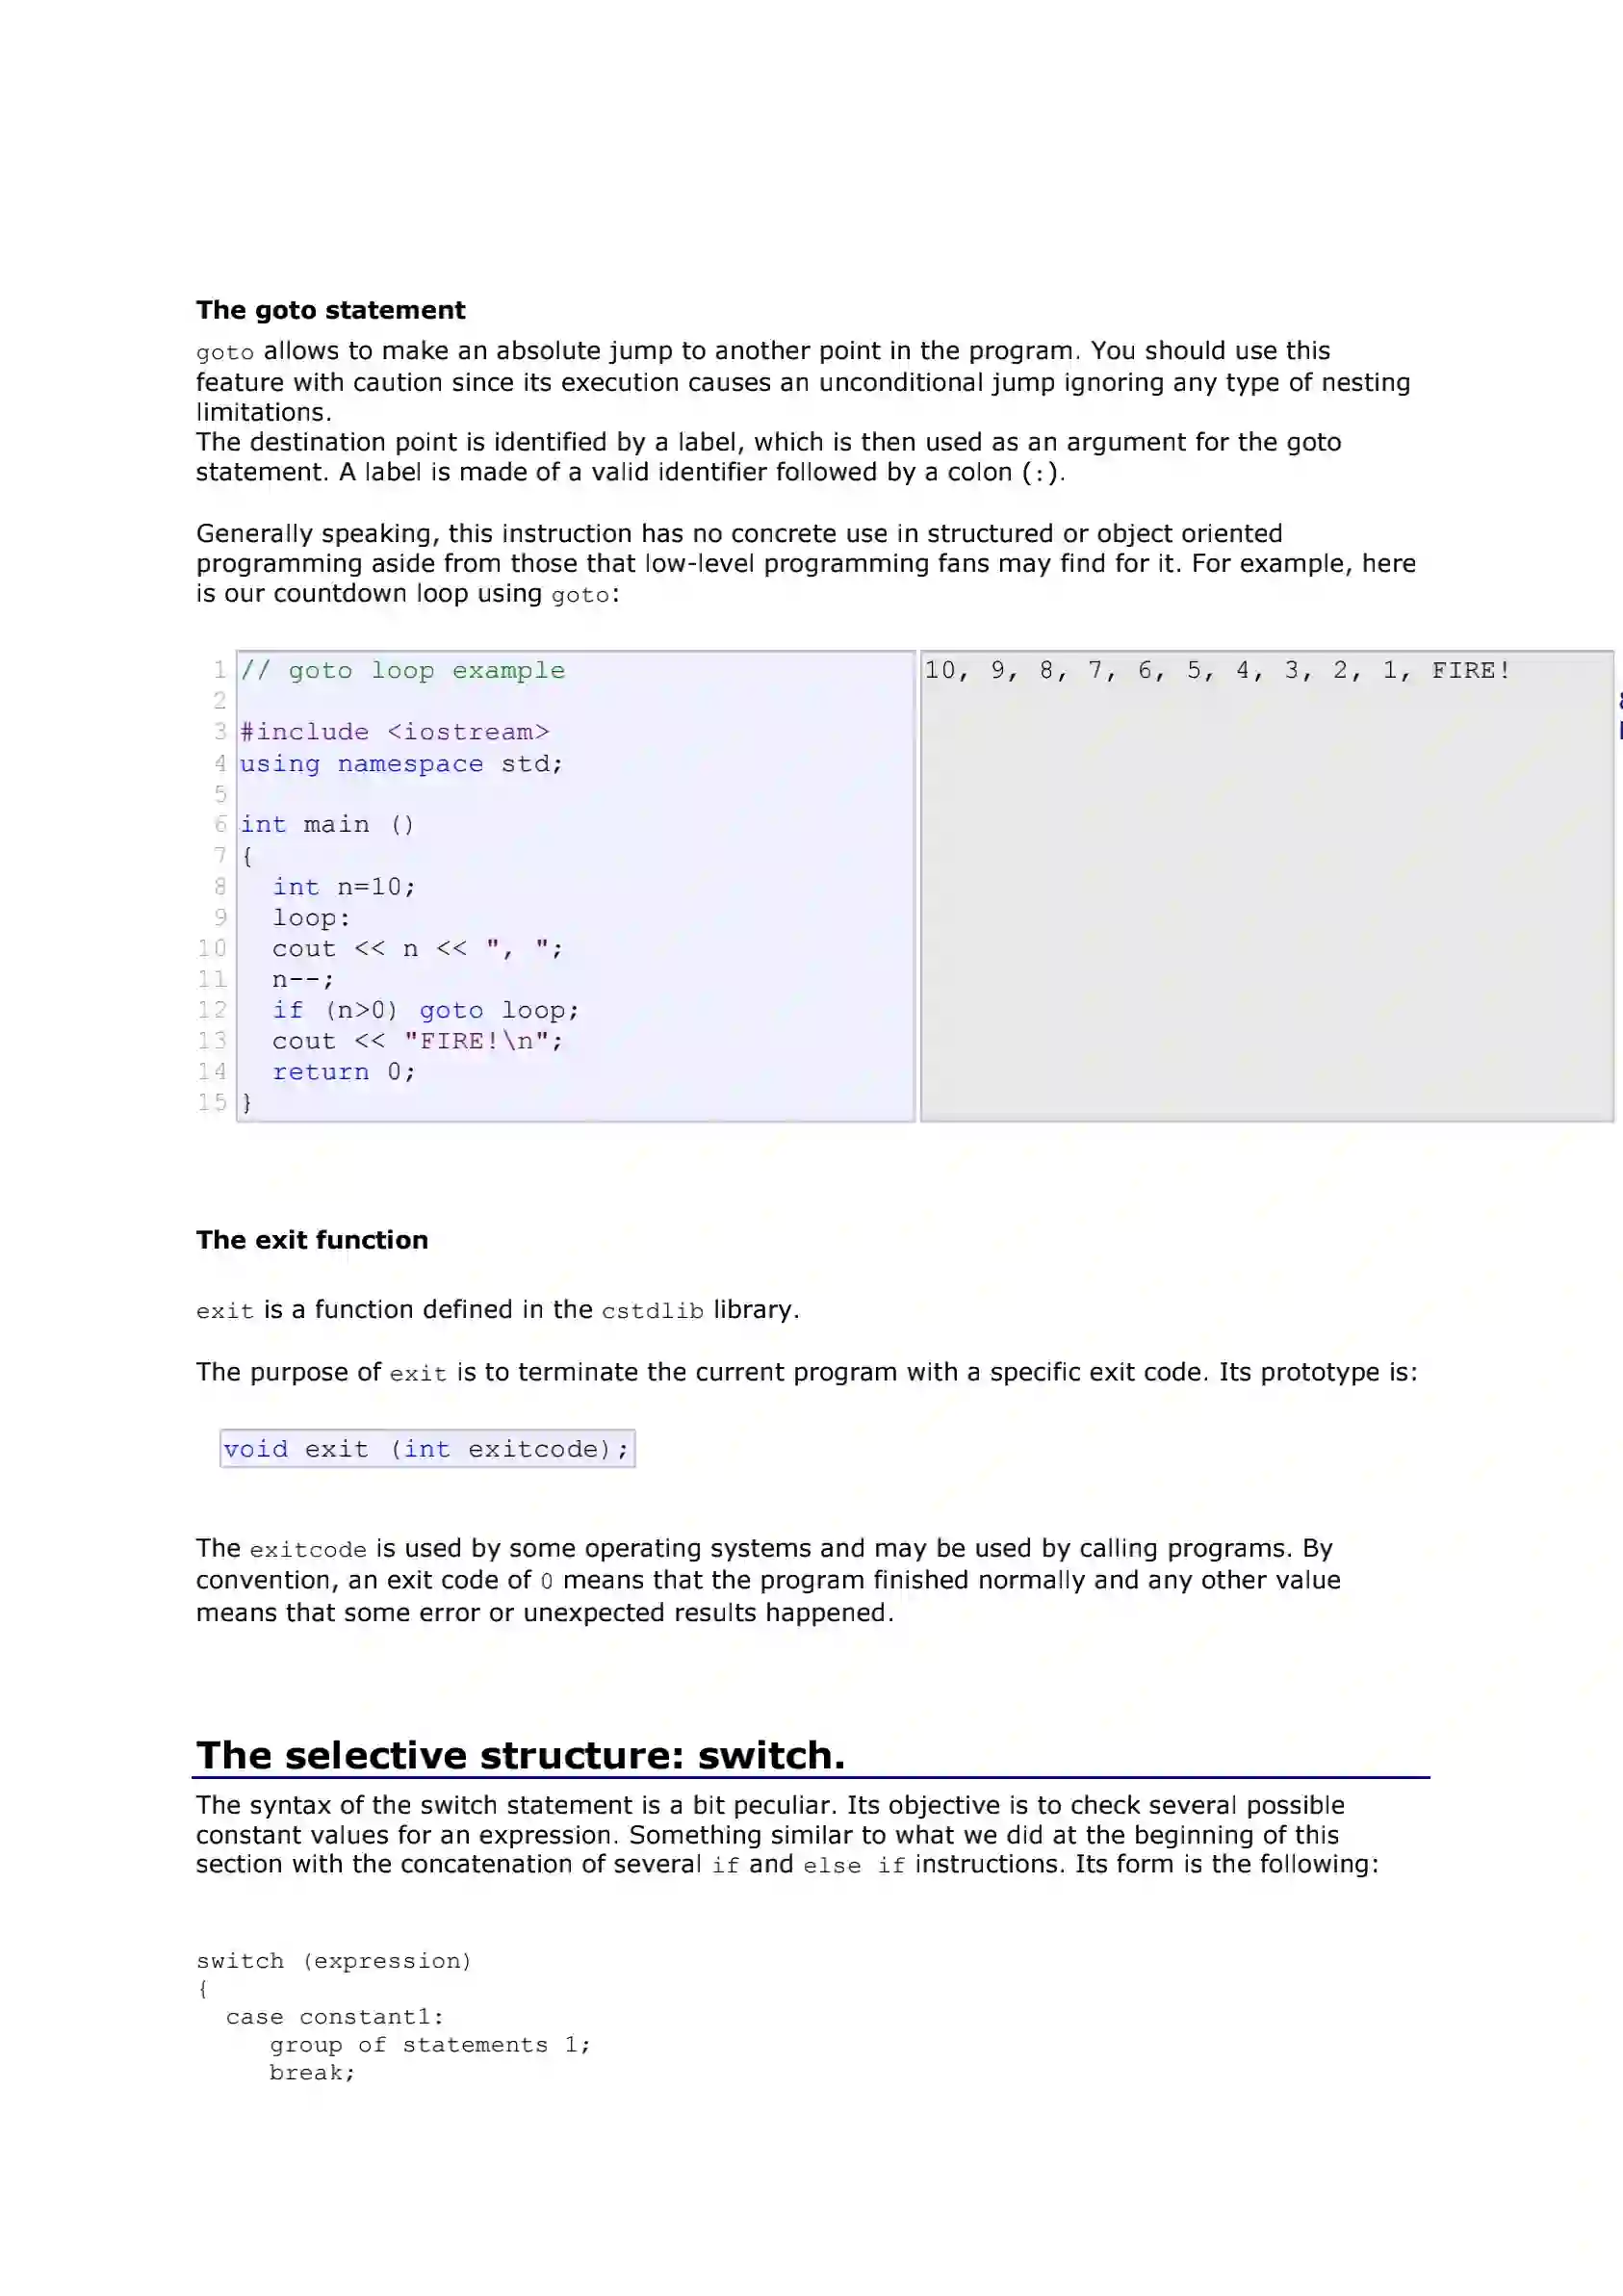 The goto statement
goto allows to make an absolute jump to another point in the program. You should use this
feature with caution since its execution causes an unconditional jump ignoring any type of nesting
limitations.
The destination point is identified by a label, which is then used as an argument for the goto
statement. A label is made of a valid identifier followed by a colon (:).
Generally speaking, this instruction has no concrete use in structured or object oriented
programming aside from those that low-level programming fans may find for it. For example, here
is our countdown loop using goto:
1 // goto loop example
2
3 #include <iostream>
4 using namespace std;
5
6 int main ()
7 {
8   int n=10;
9   loop:
10   cout << n << ", ";
11   n--;
12   if (n>0) goto loop;
13   cout << "FIRE!\n";
14   return 0;
15 }
10, 9, 8, 7, 6, 5, 4, 3, 2, 1, FIRE!
The exit function
exit is a function defined in the cstdlib library.
The purpose of exit is to terminate the current program with a specific exit code. Its prototype is:
void exit (int exitcode);
The exitcode is used by some operating systems and may be used by calling programs. By
convention, an exit code of 0 means that the program finished normally and any other value
means that some error or unexpected results happened.
The selective structure: switch.
The syntax of the switch statement is a bit peculiar. Its objective is to check several possible
constant values for an expression. Something similar to what we did at the beginning of this
section with the concatenation of several if and else if instructions. Its form is the following:
switch (expression)
{
  case constant1:
     group of statements 1;
     break;